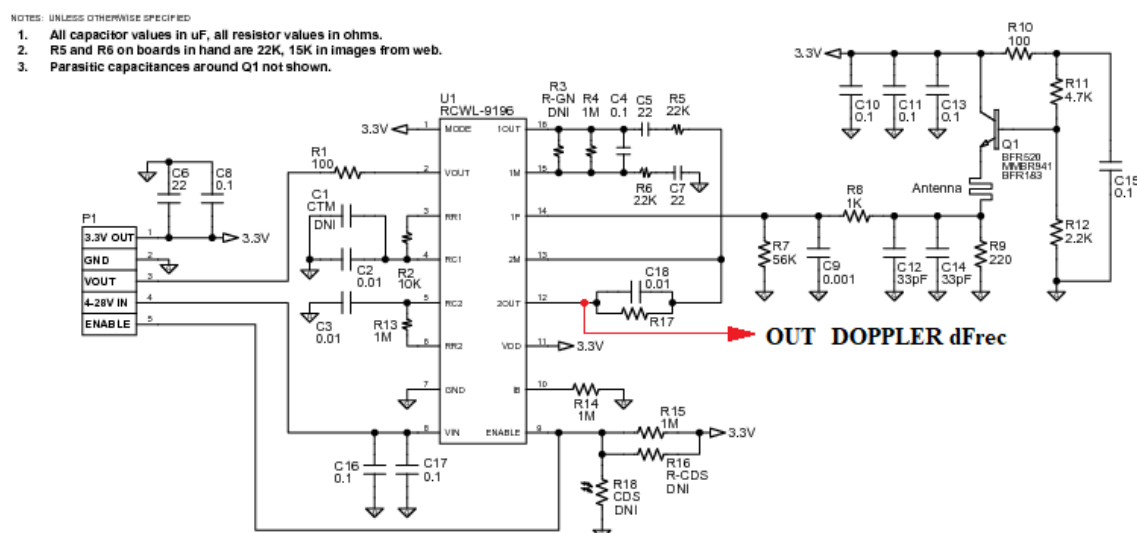 NOTES: UNLESS OTHERWISE SPECIFIED
1. All capacitor values in uF, all resistor values in ohms.
2. R5 and R6 on boards in hand are 22K, 15K in images from web.
3. Parasitic capacitances around Q1 not shown.
R10
100
3.3V
C10
0.1
C11
0.1
C13
0.1
R11
4.7K
Q1
BFR520
MMBR941
BFR183
C15
0.1
Antenna
R12
2.2K
R8
1K
R7
56K
C9
0.001
C12
33pF
C14
33pF
R9
220
U1
RCWL-9196
3.3V
1
MODE
2
VOUT
3
RR1
4
RC1
5
RC2
6
RR2
7
GND
8
VIN
16
1OUT
15
1M
14
1P
13
2M
12
2OUT
11
VDD
10
IB
9
ENABLE
R3
R-GN
DNI
R4
1M
C4
0.1
C5
22
R5
22K
R6
22K
C7
22
R1
100
C6
22
C8
0.1
3.3V
C1
CTM
DNI
C2
0.01
R2
10K
C3
0.01
R13
1M
P1
3.3V OUT
1
GND
2
VOUT
3
4-28V IN
4
ENABLE
5
C18
0.01
R17
OUT DOPPLER dFrec
3.3V
R14
1M
R15
1M
3.3V
R16
R-CDS
DNI
R18
CDS
DNI
C16
0.1
C17
0.1